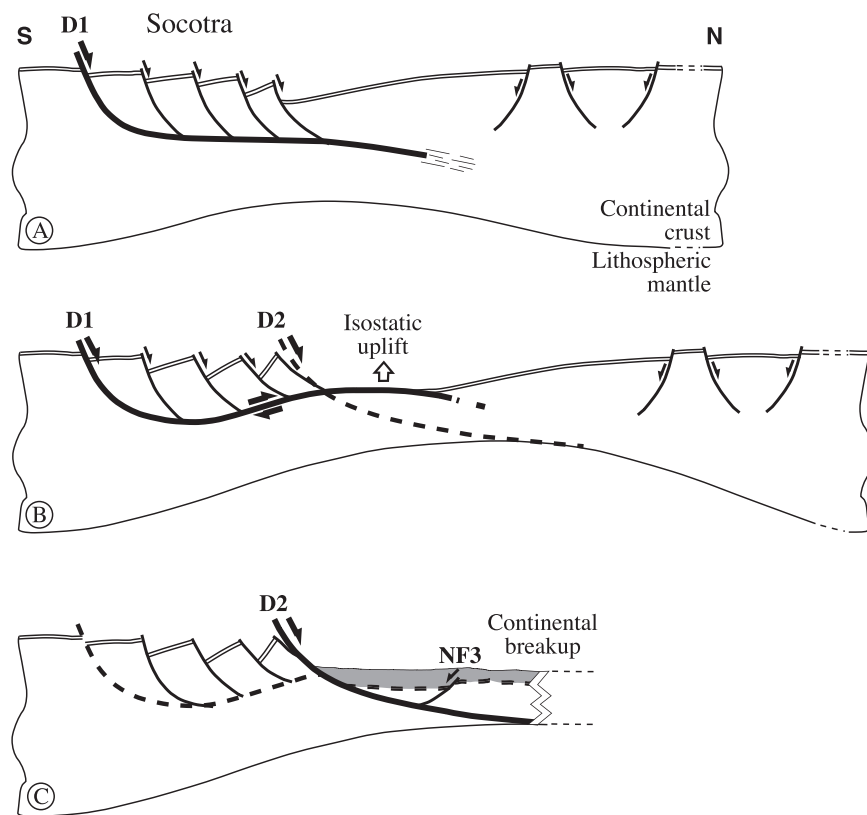 D1
Socotra
S
N
Continental
crust
Lithospheric
mantle
A
D1
D2
Isostatic
uplift
B
D2
Continental
breakup
NF3
C